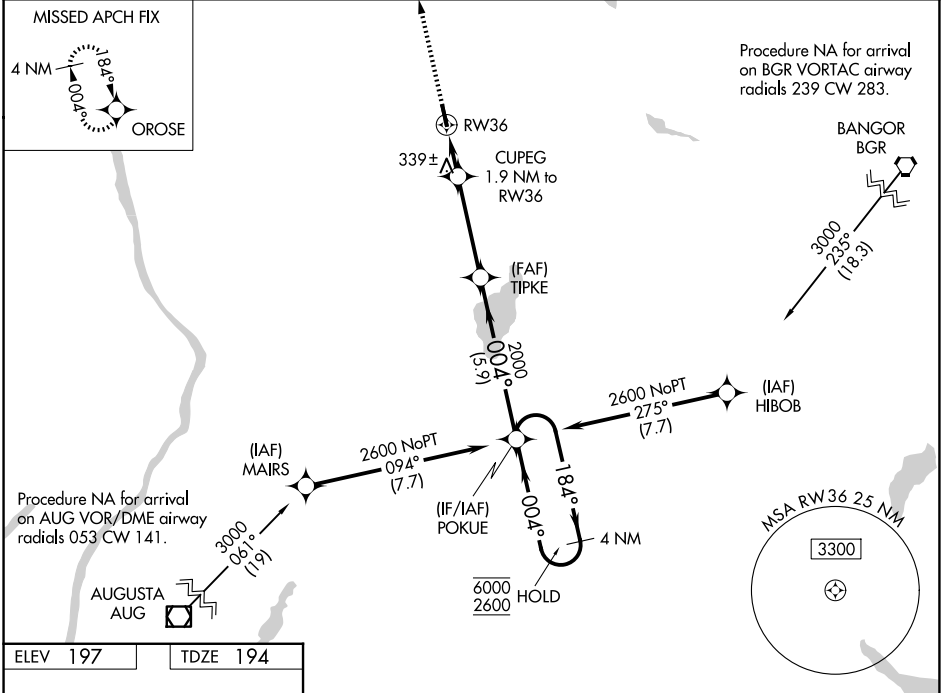 MISSED APCH FIX
4 NM
184°
004°
OROSE
Procedure NA for arrival
on BGR VORTAC airway
radials 239 CW 283.
BANGOR
BGR
3000
235°
(18.3)
RW36
339±
CUPEG
1.9 NM to
RW36
(FAF)
TIPKE
2000
004°
(5.9)
2600 NoPT
275°
(7.7)
(IAF)
HIBOB
(IAF)
MAIRS
2600 NoPT
094°
(7.7)
(IF/IAF)
POKUE
004°
184°
4 NM
6000
2600
HOLD
Procedure NA for arrival
on AUG VOR/DME airway
radials 053 CW 141.
3000
061°
(19)
AUGUSTA
AUG
MSA RW36 25 NM
3300
ELEV 197
TDZE 194